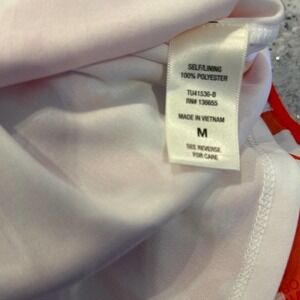 SELF/LINING
100% POLYESTER
TU41536-B
RN# 136655
MADE IN VIETNAM
M
SEE REVERSE
FOR CARE